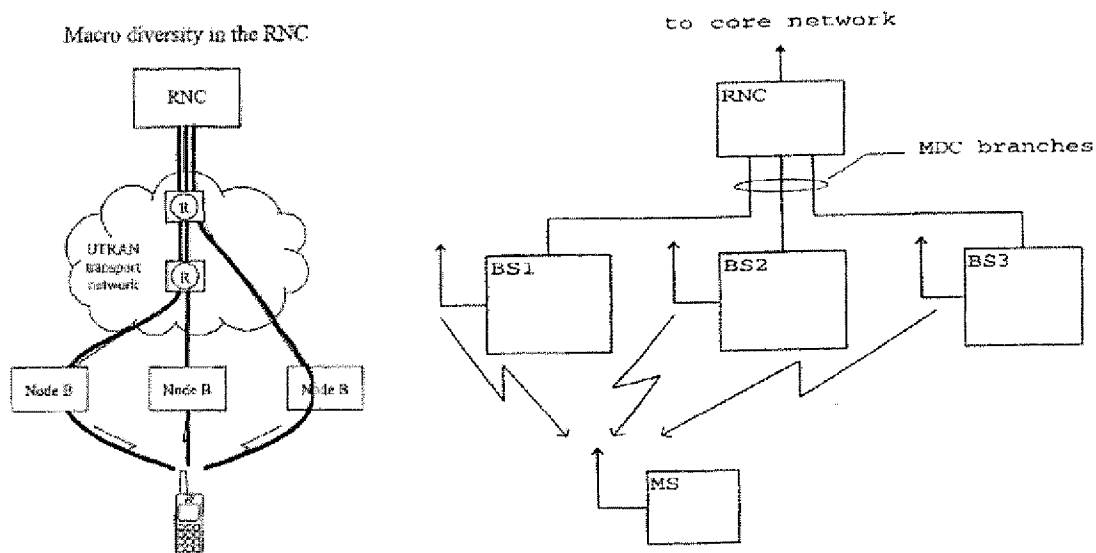 Macro diversity in the RNC
RNC
R
UTRAN
transport
network
R
Node B
Node B
Node B
to core network
RNC
MDC branches
BS1
BS2
BS3
MS